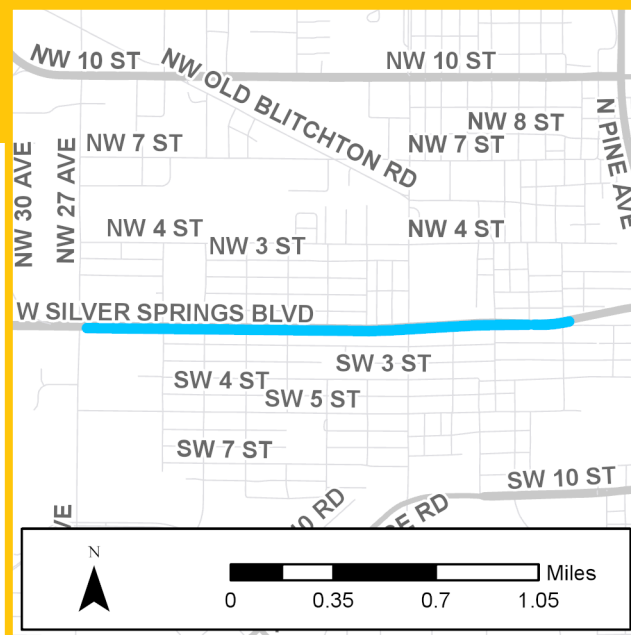 NW 10 ST
NW 10 ST
NW OLD BLITCHTON RD
NW 8 ST
N PINE AVE
NW 7 ST
NW 7 ST
NW 30 AVE
NW 27 AVE
NW 4 ST
NW 4 ST
NW 3 ST
W SILVER SPRINGS BLVD
SW 3 ST
SW 4 ST
SW 5 ST
SW 7 ST
SW 10 ST
RD
RD
N
Miles
0 0.35 0.7 1.05